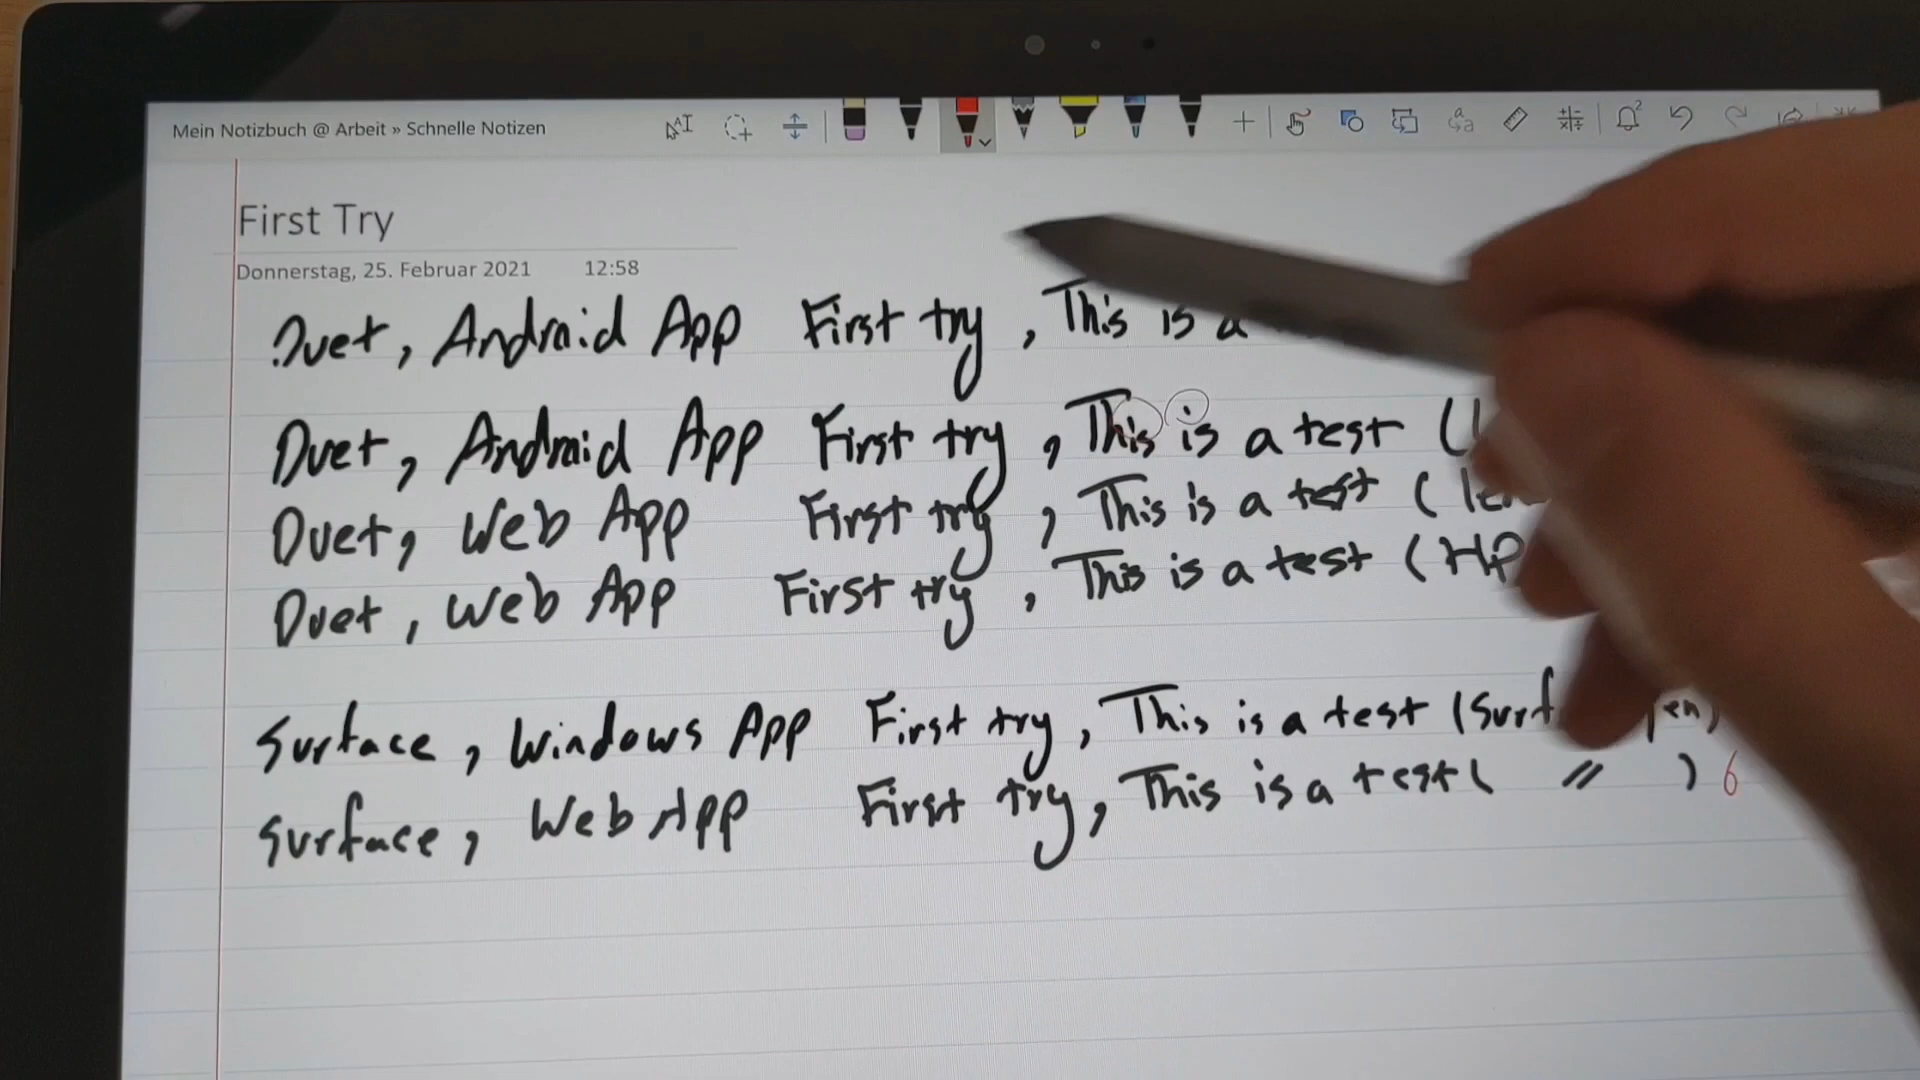 Mein Notizbuch @ Arbeit » Schnelle Notizen
First Try
Donnerstag, 25. Februar 2021 12:58
Duet, Android App First try, This is a
Duet, Android App First try, This is a test (
Duet, Web App First try, This is a test (
Duet, Web App First try, This is a test (HP
Surface, Windows App First try, This is a test (Surf en)
Surface, Web App First try, This is a test (〃 ) 6